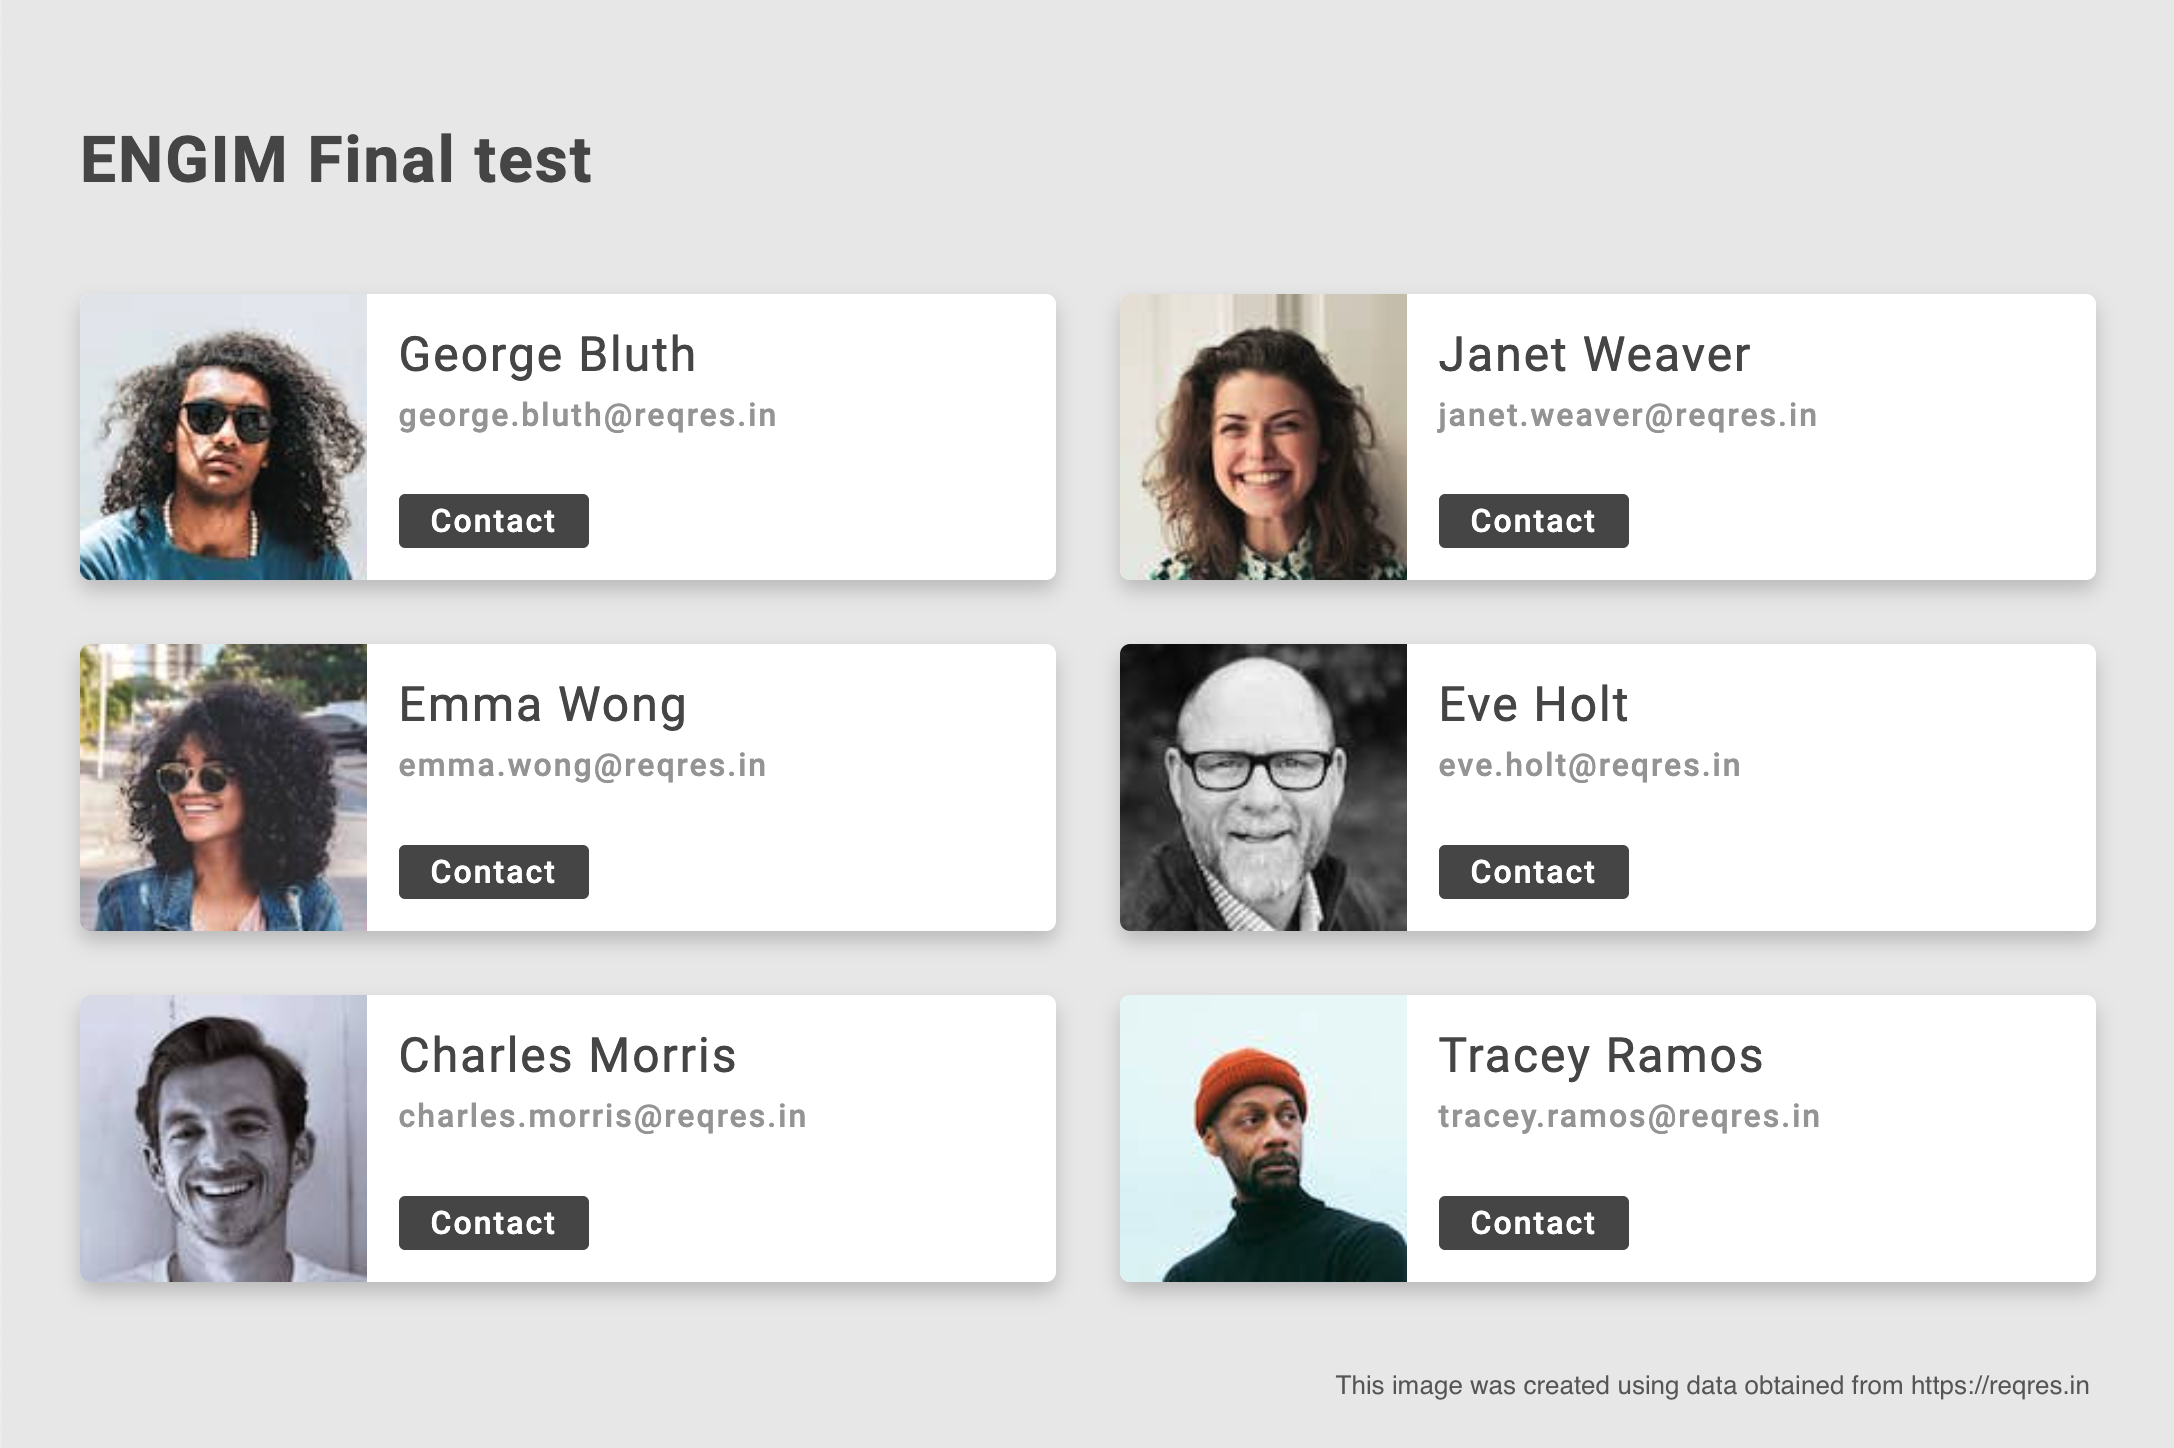 ENGIM Final test
George Bluth
george.bluth@reqres.in
Contact
Janet Weaver
janet.weaver@reqres.in
Contact
Emma Wong
emma.wong@reqres.in
Contact
Eve Holt
eve.holt@reqres.in
Contact
Charles Morris
charles.morris@reqres.in
Contact
Tracey Ramos
tracey.ramos@reqres.in
Contact
This image was created using data obtained from https://reqres.in